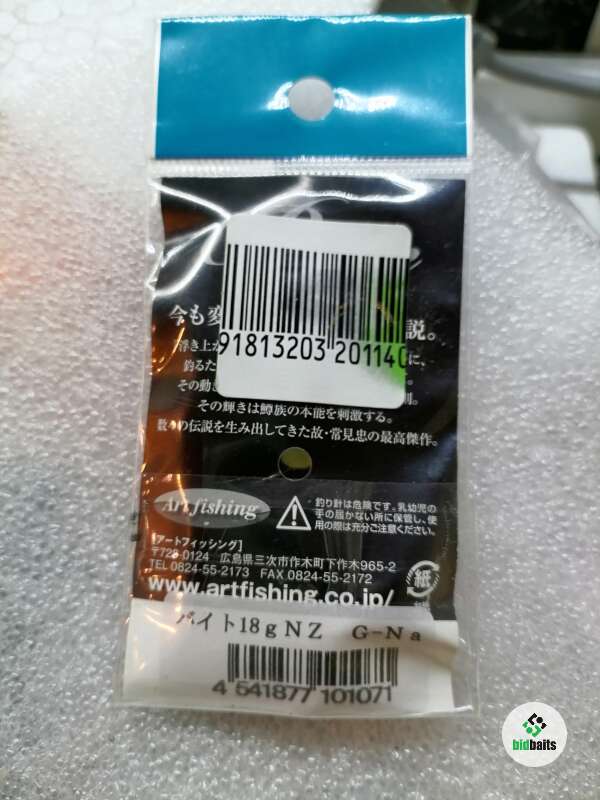 今も変 説。
浮き上が に、
釣るた
その動き 別。
その輝きは鱒族の本能を刺激する。
数々の伝説を生み出してきた故・常見忠の最高傑作。
91813203 201140
Art fishing
釣り針は危険です。乳幼児の
手の届かない所に保管し、使
用の際は充分ご注意ください。
[アートフィッシング]
〒728-0124 広島県三次市作木町下作木965-2
TEL 0824-55-2173 FAX 0824-55-2172
www.artfishing.co.jp/
紙
バイト18gNZ G-Na
4 541877 101071
bidbaits